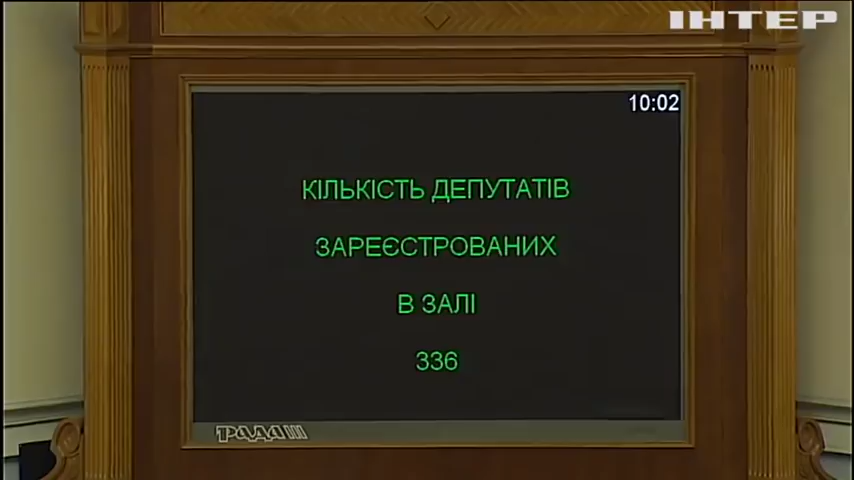 ІНТЕР
10:02
КІЛЬКІСТЬ ДЕПУТАТІВ
ЗАРЕЄСТРОВАНИХ
В ЗАЛІ
336
РАДА III